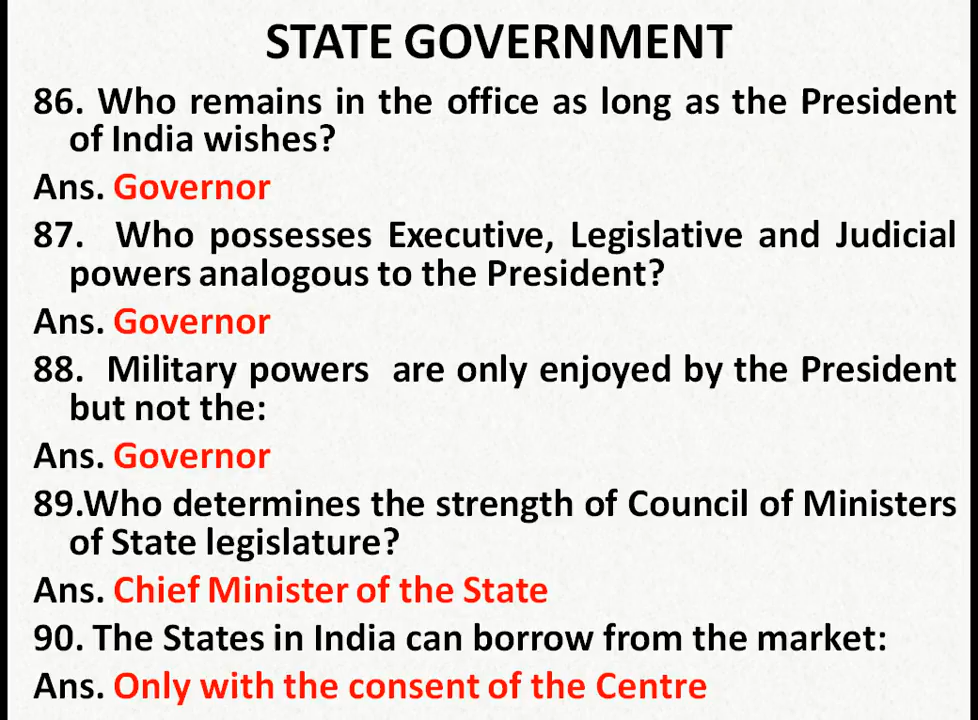 STATE GOVERNMENT
86. Who remains in the office as long as the President
of India wishes?
Ans. Governor
87. Who possesses Executive, Legislative and Judicial
powers analogous to the President?
Ans. Governor
88. Military powers are only enjoyed by the President
but not the:
Ans. Governor
89.Who determines the strength of Council of Ministers
of State legislature?
Ans. Chief Minister of the State
90. The States in India can borrow from the market:
Ans. Only with the consent of the Centre